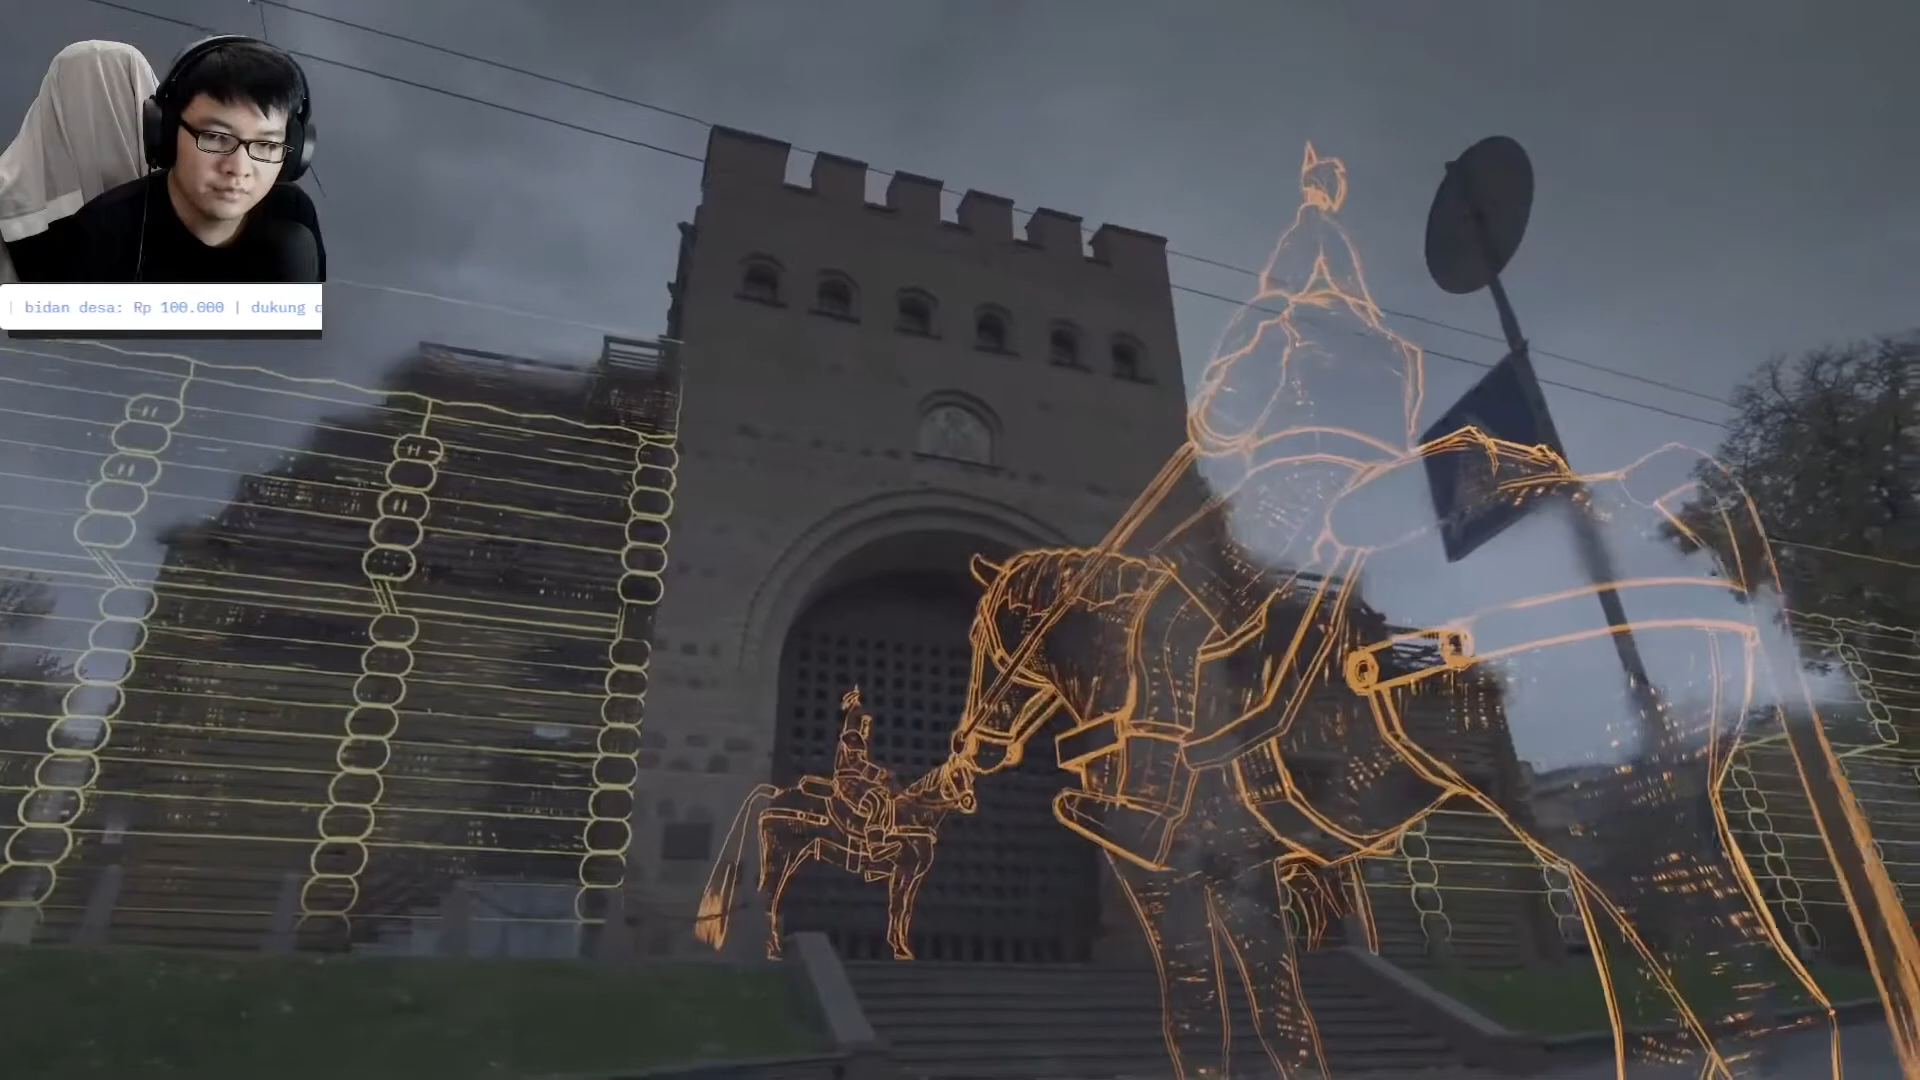 | bidan desa: Rp 100.000 | dukung